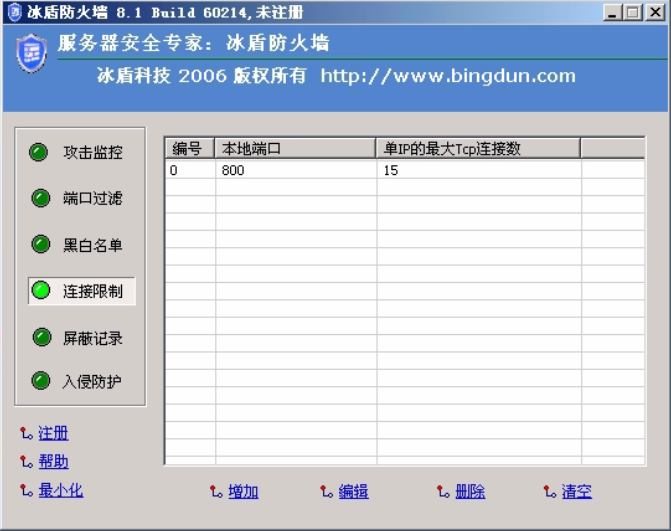 冰盾防火墙 8.1 Build 60214,未注册
服务器安全专家：冰盾防火墙
冰盾科技 2006 版权所有 http://www.bingdun.com
攻击监控
端口过滤
黑白名单
连接限制
屏蔽记录
入侵防护
编号 本地端口 单IP的最大Tcp连接数
0 800 15
注册
帮助
最小化
增加 编辑 删除 清空